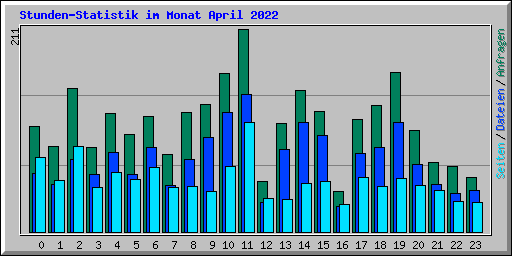 Stunden-Statistik im Monat April 2022
211
Seiten / Dateien / Anfragen
0 1 2 3 4 5 6 7 8 9 10 11 12 13 14 15 16 17 18 19 20 21 22 23